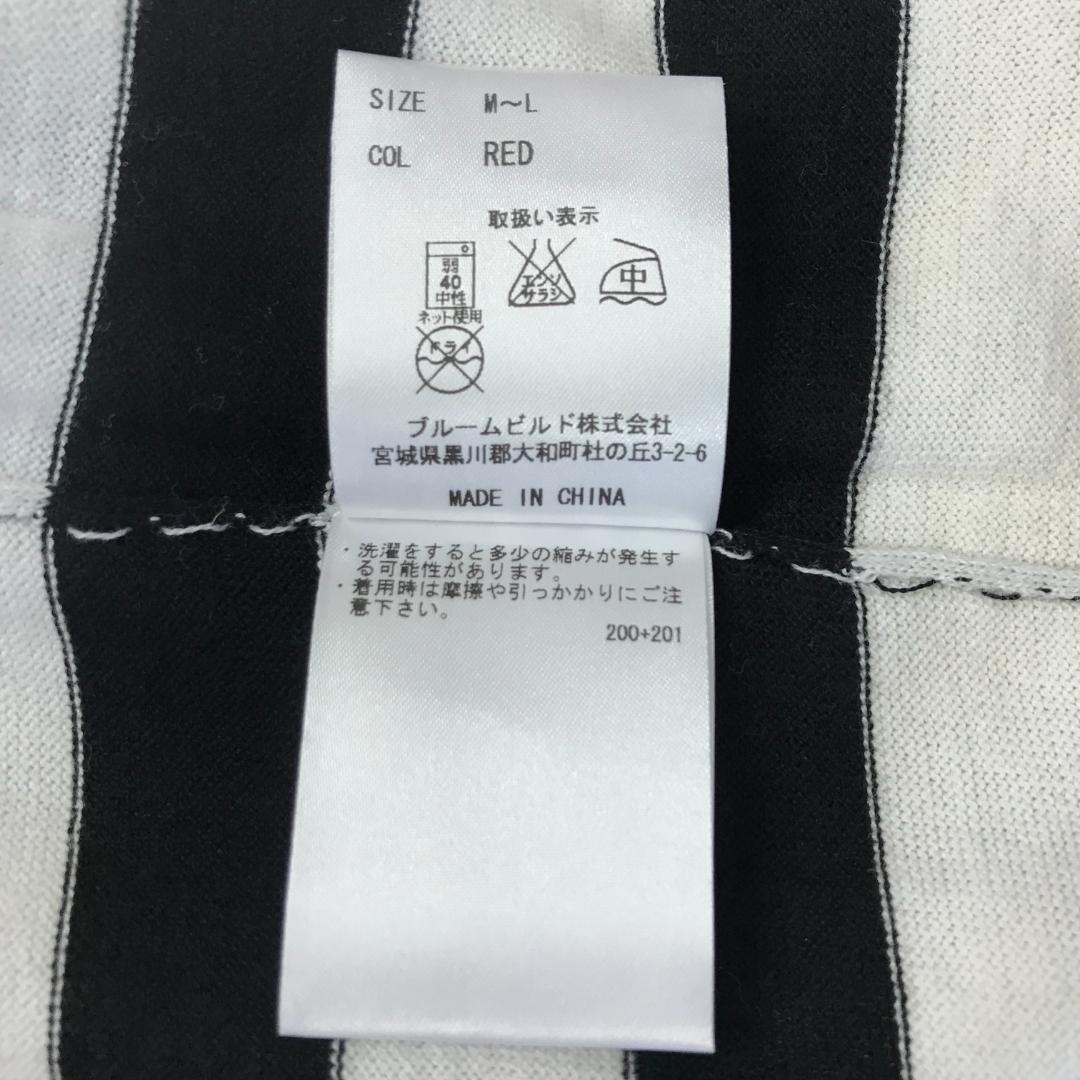 SIZE M〜L
COL RED
取扱い表示
弱
40
中性
ネット使用
エンソ
サラシ
中
ドライ
ブルームビルド株式会社
宮城県黒川郡大和町杜の丘3-2-6
MADE IN CHINA
・洗濯をすると多少の縮みが発生す
る可能性があります。
・着用時は摩擦や引っかかりにご注
意下さい。
200+201